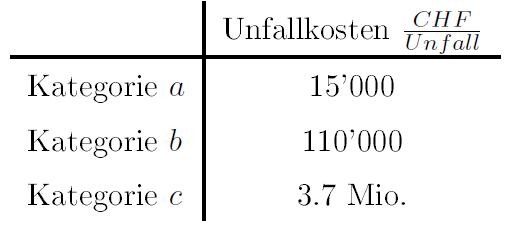 Unfallkosten CHF/Unfall
Kategorie a 15'000
Kategorie b 110'000
Kategorie c 3.7 Mio.